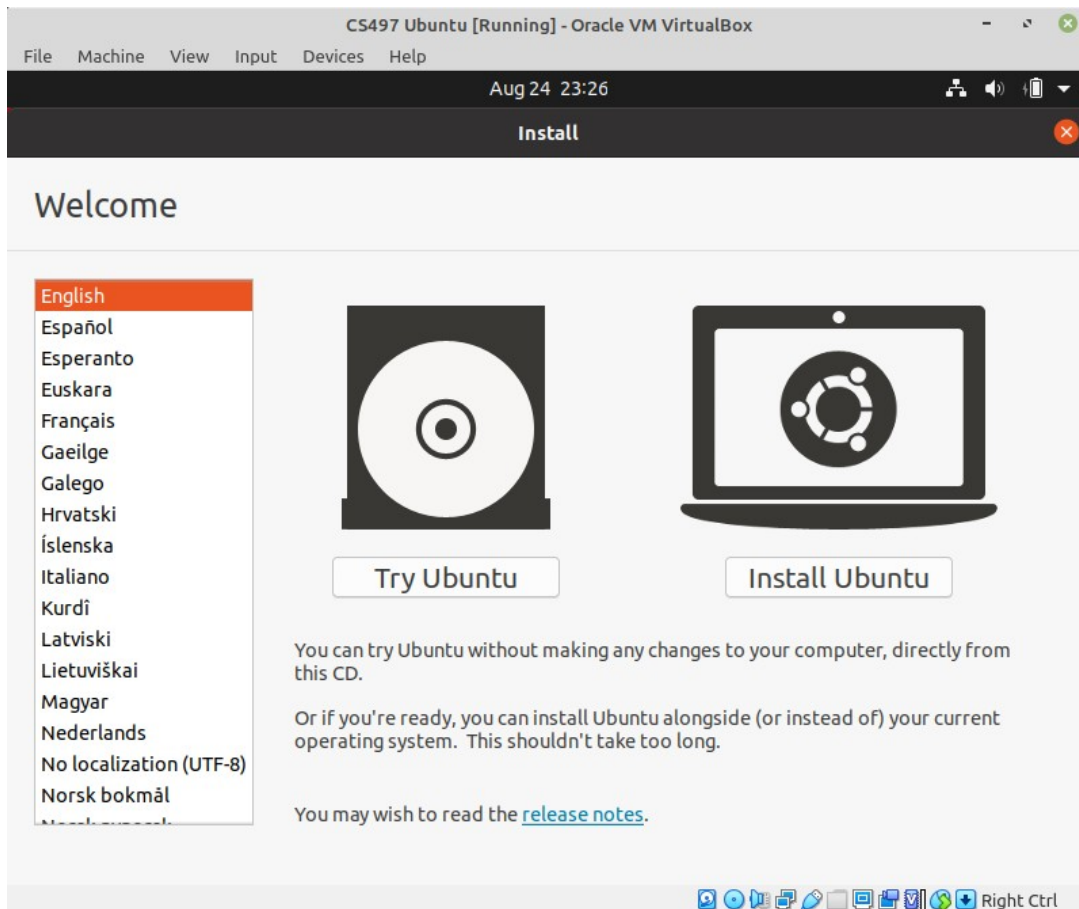 CS497 Ubuntu [Running] - Oracle VM VirtualBox
File Machine View Input Devices Help
Aug 24 23:26
Install
Welcome
English
Español
Esperanto
Euskara
Français
Gaeilge
Galego
Hrvatski
Íslenska
Italiano
Kurdî
Latviski
Lietuviškai
Magyar
Nederlands
No localization (UTF-8)
Norsk bokmål
Try Ubuntu
Install Ubuntu
You can try Ubuntu without making any changes to your computer, directly from
this CD.
Or if you're ready, you can install Ubuntu alongside (or instead of) your current
operating system. This shouldn't take too long.
You may wish to read the release notes.
Right Ctrl